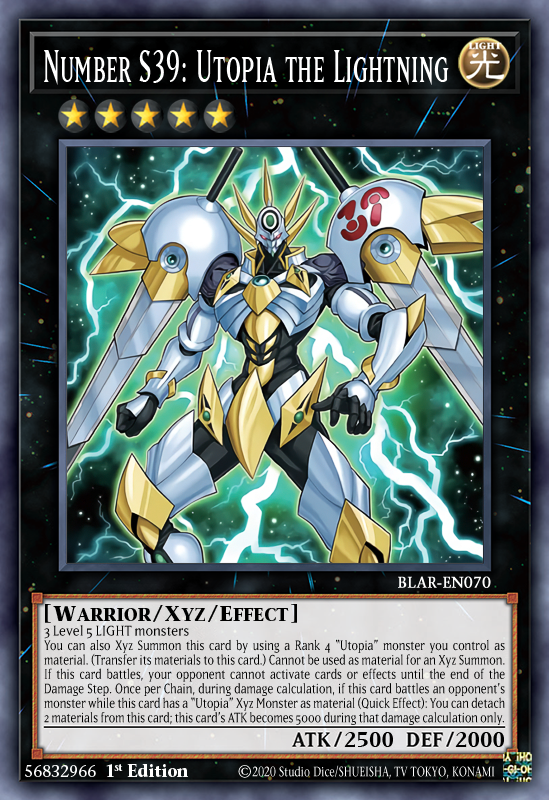 Number S39: Utopia the Lightning
LIGHT
光
39
BLAR-EN070
[Warrior/Xyz/Effect]
3 Level 5 LIGHT monsters
You can also Xyz Summon this card by using a Rank 4 "Utopia" monster you control as
material. (Transfer its materials to this card.) Cannot be used as material for an Xyz Summon.
If this card battles, your opponent cannot activate cards or effects until the end of the
Damage Step. Once per Chain, during damage calculation, if this card battles an opponent's
monster while this card has a "Utopia" Xyz Monster as material (Quick Effect): You can detach
2 materials from this card; this card's ATK becomes 5000 during that damage calculation only.
ATK/2500 DEF/2000
56832966 1st Edition ©2020 Studio Dice/SHUEISHA, TV TOKYO, KONAMI